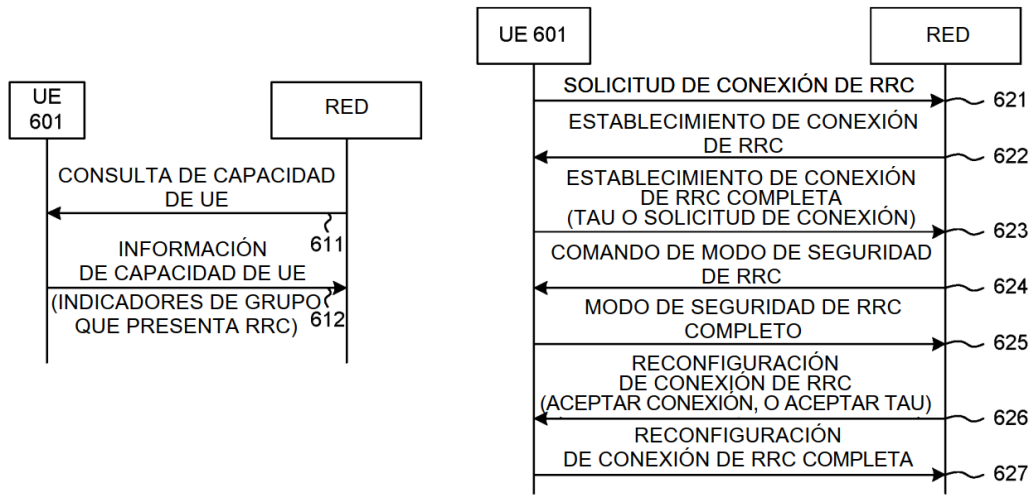 UE
601
RED
CONSULTA DE CAPACIDAD
DE UE
611
INFORMACIÓN
DE CAPACIDAD DE UE
(INDICADORES DE GRUPO
QUE PRESENTA RRC)
612
UE 601
RED
SOLICITUD DE CONEXIÓN DE RRC
621
ESTABLECIMIENTO DE CONEXIÓN
DE RRC
622
ESTABLECIMIENTO DE CONEXIÓN
DE RRC COMPLETA
(TAU O SOLICITUD DE CONEXIÓN)
623
COMANDO DE MODO DE SEGURIDAD
DE RRC
624
MODO DE SEGURIDAD DE RRC
COMPLETO
625
RECONFIGURACIÓN
DE CONEXIÓN DE RRC
(ACEPTAR CONEXIÓN, O ACEPTAR TAU)
626
RECONFIGURACIÓN
DE CONEXIÓN DE RRC COMPLETA
627